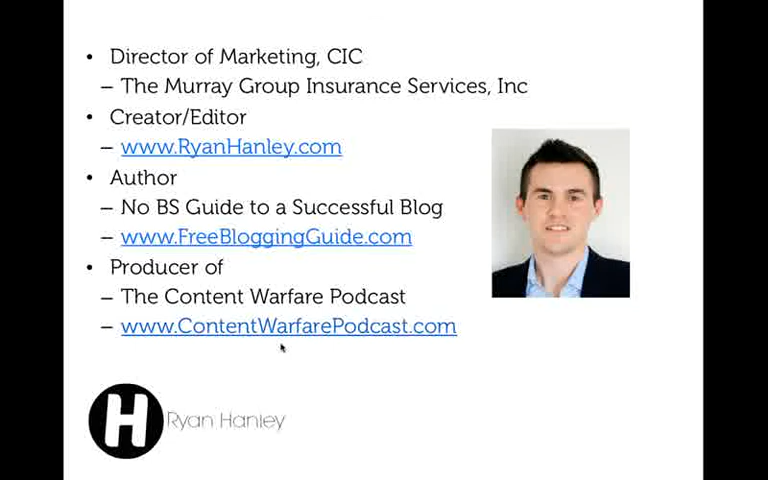 • Director of Marketing, CIC
– The Murray Group Insurance Services, Inc
• Creator/Editor
– www.RyanHanley.com
• Author
– No BS Guide to a Successful Blog
– www.FreeBloggingGuide.com
• Producer of
– The Content Warfare Podcast
– www.ContentWarfarePodcast.com
H Ryan Hanley